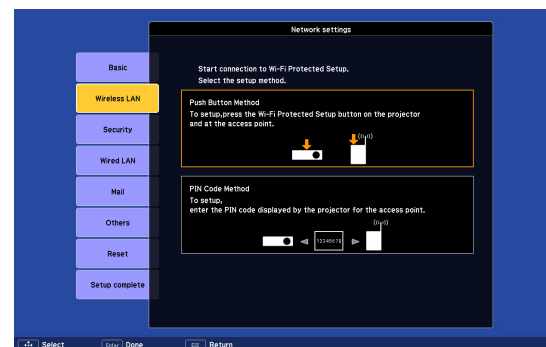 Network settings
Basic
Wireless LAN
Security
Wired LAN
Mail
Others
Reset
Setup complete
Start connection to Wi-Fi Protected Setup.
Select the setup method.
Push Button Method
To setup,press the Wi-Fi Protected Setup button on the projector
and at the access point.
PIN Code Method
To setup,
enter the PIN code displayed by the projector for the access point.
12345678
Select Enter Done Esc Return